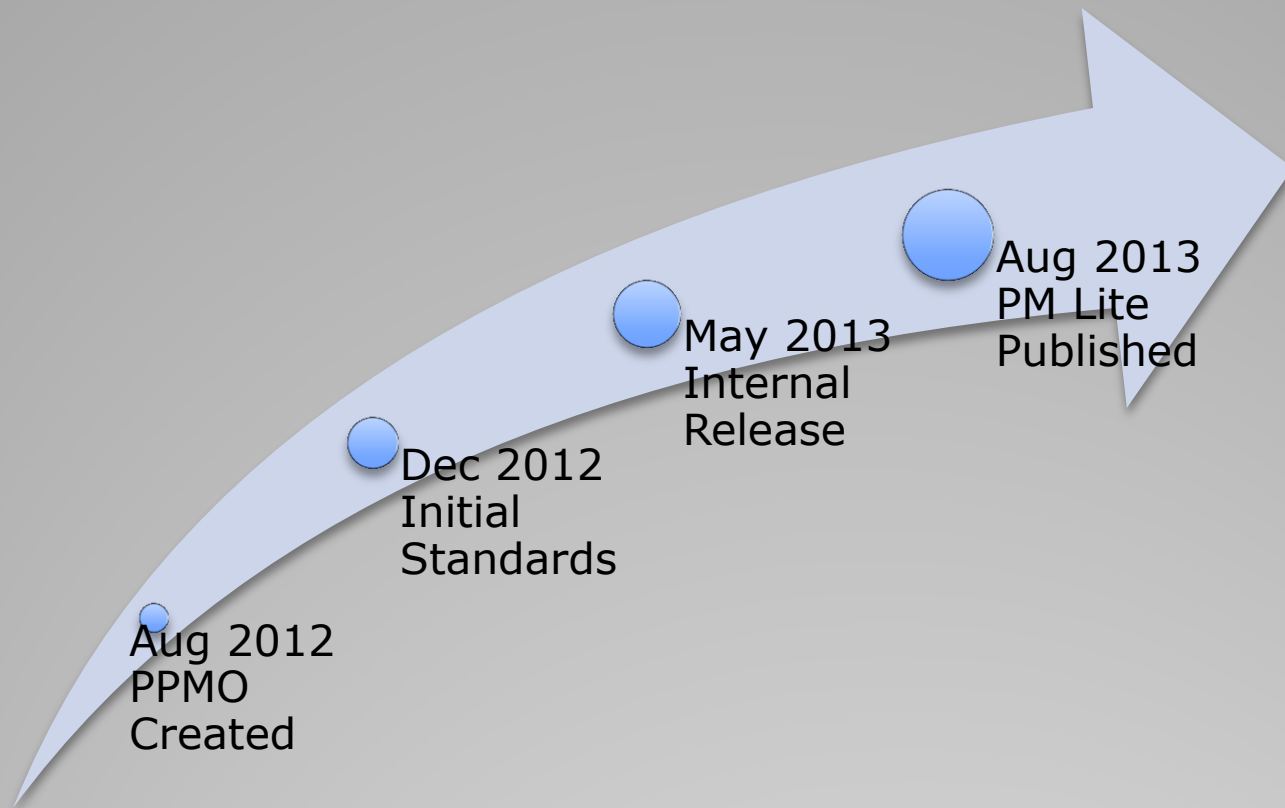 Aug 2012
PPMO
Created
Dec 2012
Initial
Standards
May 2013
Internal
Release
Aug 2013
PM Lite
Published